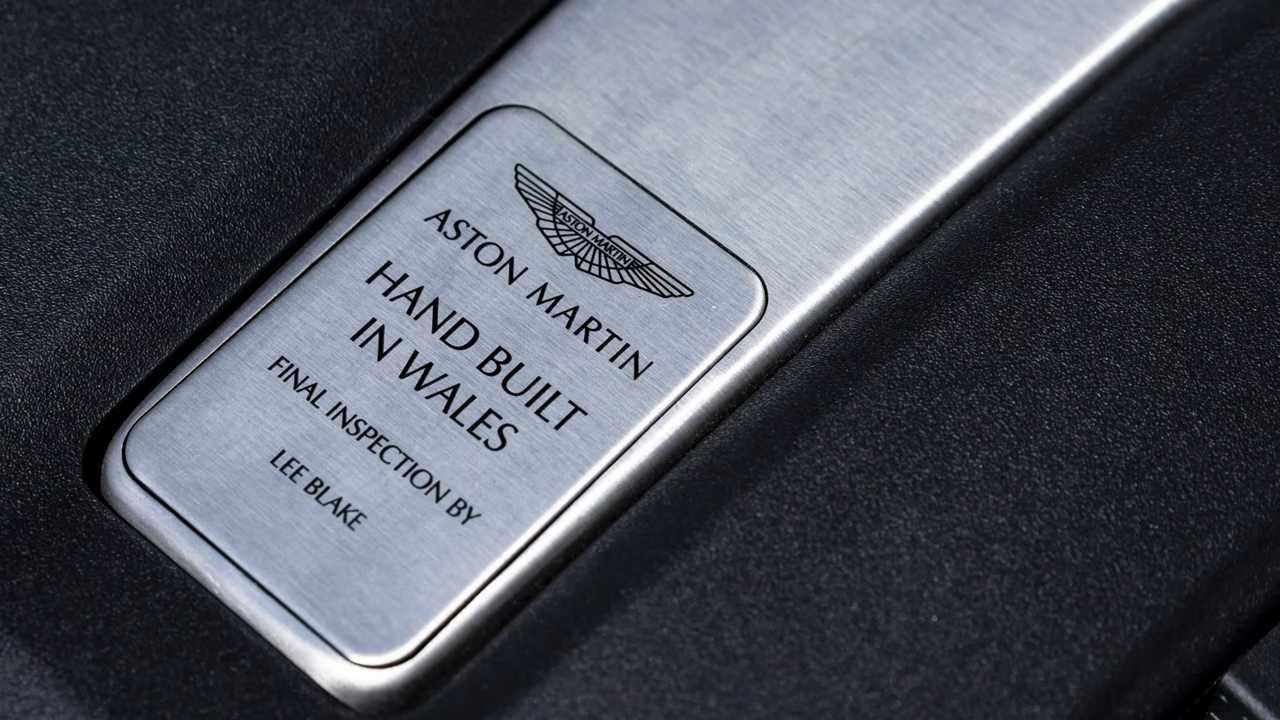 ASTON MARTIN
ASTON MARTIN
HAND BUILT
IN WALES
FINAL INSPECTION BY
LEE BLAKE